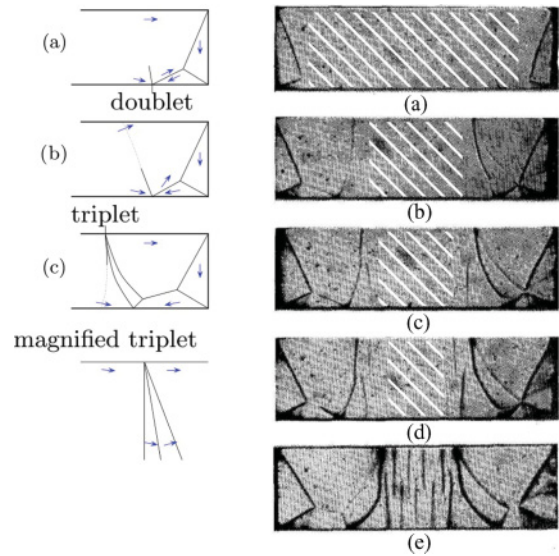 (a)
doublet
(b)
triplet
(c)
magnified triplet
(a)
(b)
(c)
(d)
(e)